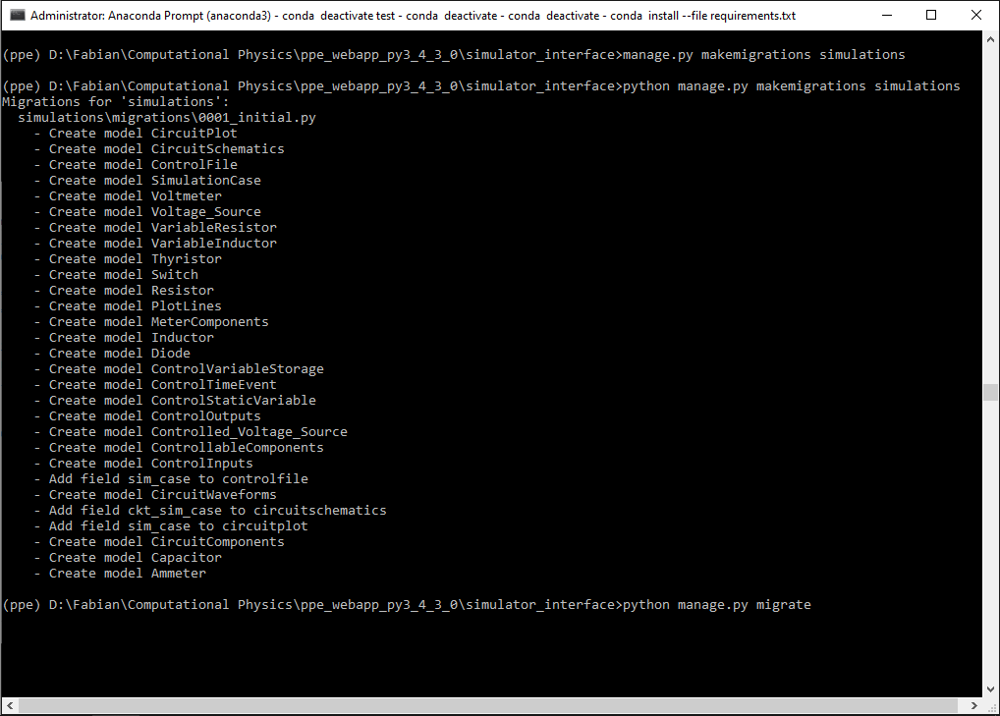 Administrator: Anaconda Prompt (anaconda3) - conda  deactivate test - conda  deactivate - conda  deactivate - conda  install --file requirements.txt
(ppe) D:\Fabian\Computational Physics\ppe_webapp_py3_4_3_0\simulator_interface>manage.py makemigrations simulations
(ppe) D:\Fabian\Computational Physics\ppe_webapp_py3_4_3_0\simulator_interface>python manage.py makemigrations simulations
Migrations for 'simulations':
  simulations\migrations\0001_initial.py
    - Create model CircuitPlot
    - Create model CircuitSchematics
    - Create model ControlFile
    - Create model SimulationCase
    - Create model Voltmeter
    - Create model Voltage_Source
    - Create model VariableResistor
    - Create model VariableInductor
    - Create model Thyristor
    - Create model Switch
    - Create model Resistor
    - Create model PlotLines
    - Create model MeterComponents
    - Create model Inductor
    - Create model Diode
    - Create model ControlVariableStorage
    - Create model ControlTimeEvent
    - Create model ControlStaticVariable
    - Create model ControlOutputs
    - Create model Controlled_Voltage_Source
    - Create model ControllableComponents
    - Create model ControlInputs
    - Add field sim_case to controlfile
    - Create model CircuitWaveforms
    - Add field ckt_sim_case to circuitschematics
    - Add field sim_case to circuitplot
    - Create model CircuitComponents
    - Create model Capacitor
    - Create model Ammeter
(ppe) D:\Fabian\Computational Physics\ppe_webapp_py3_4_3_0\simulator_interface>python manage.py migrate